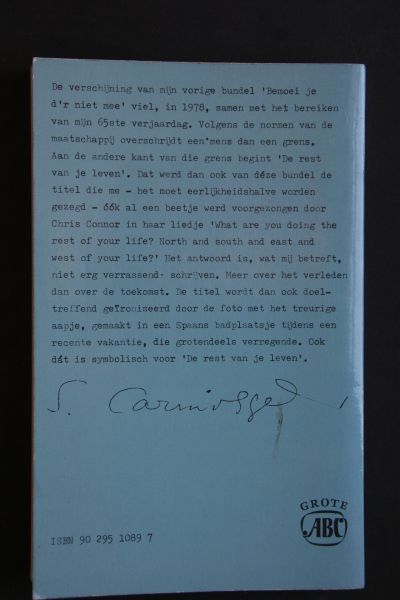 De verschijning van mijn vorige bundel 'Bemoei je
d'r niet mee' viel, in 1978, samen met het bereiken
van mijn 65ste verjaardag. Volgens de normen van de
maatschappij overschrijdt een mens dan een grens.
Aan de andere kant van die grens begint 'De rest
van je leven'. Dat werd dan ook van déze bundel de
titel die me - het moet eerlijkheidshalve worden
gezegd - óók al een beetje werd voorgezongen door
Chris Connor in haar liedje 'What are you doing the
rest of your life? North and south and east and
west of your life?' Het antwoord is, wat mij betreft,
niet erg verrassend: schrijven. Meer over het verleden
dan over de toekomst. De titel wordt dan ook doel-
treffend geïroniseerd door de foto met het treurige
aapje, gemaakt in een Spaans badplaatsje tijdens een
recente vakantie, die grotendeels verregende. Ook
dát is symbolisch voor 'De rest van je leven'.
S. Carmiggelt
GROTE
ABC
ISBN 90 295 1089 7